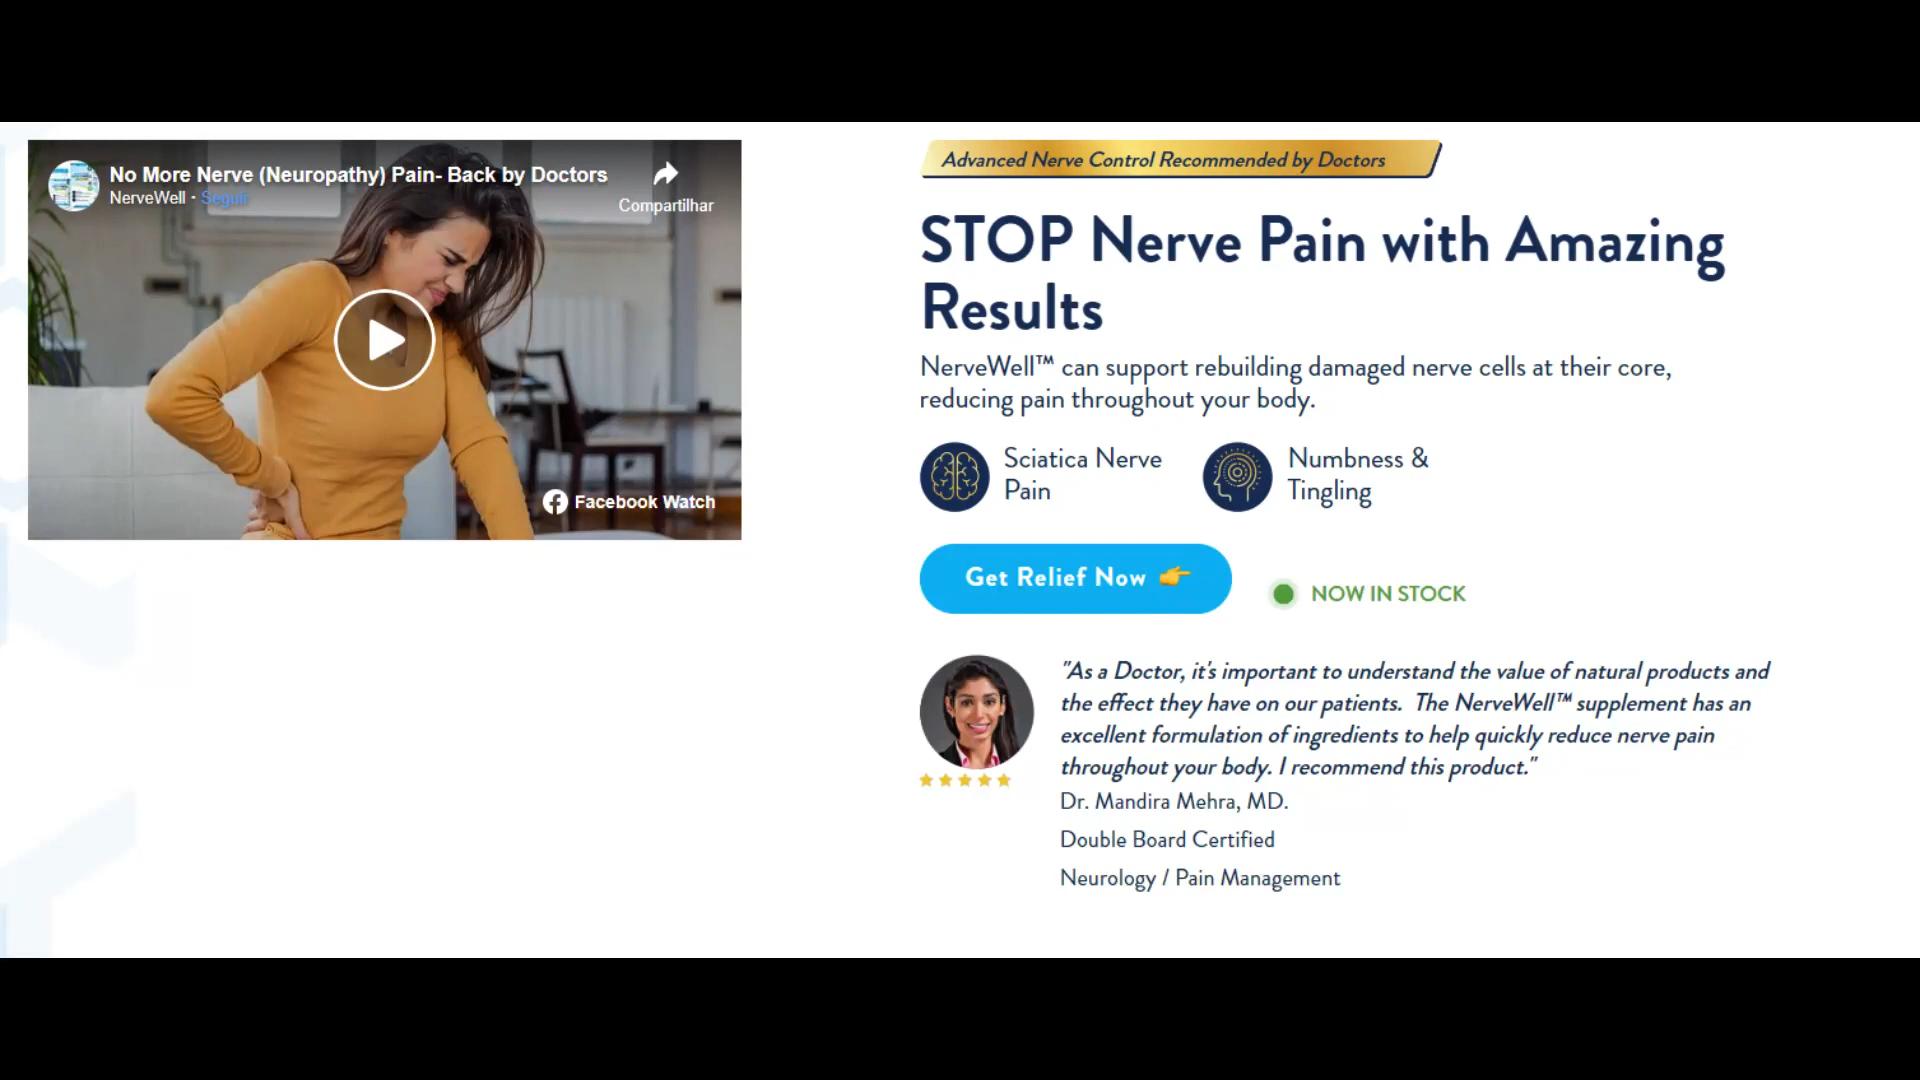 No More Nerve (Neuropathy) Pain- Back by Doctors
NerveWell · Seguir
Compartilhar
Facebook Watch
Advanced Nerve Control Recommended by Doctors
STOP Nerve Pain with Amazing
Results
NerveWell™ can support rebuilding damaged nerve cells at their core,
reducing pain throughout your body.
Sciatica Nerve
Pain
Numbness &
Tingling
Get Relief Now 👉
NOW IN STOCK
"As a Doctor, it's important to understand the value of natural products and
the effect they have on our patients.  The NerveWell™ supplement has an
excellent formulation of ingredients to help quickly reduce nerve pain
throughout your body. I recommend this product."
Dr. Mandira Mehra, MD.
Double Board Certified
Neurology / Pain Management